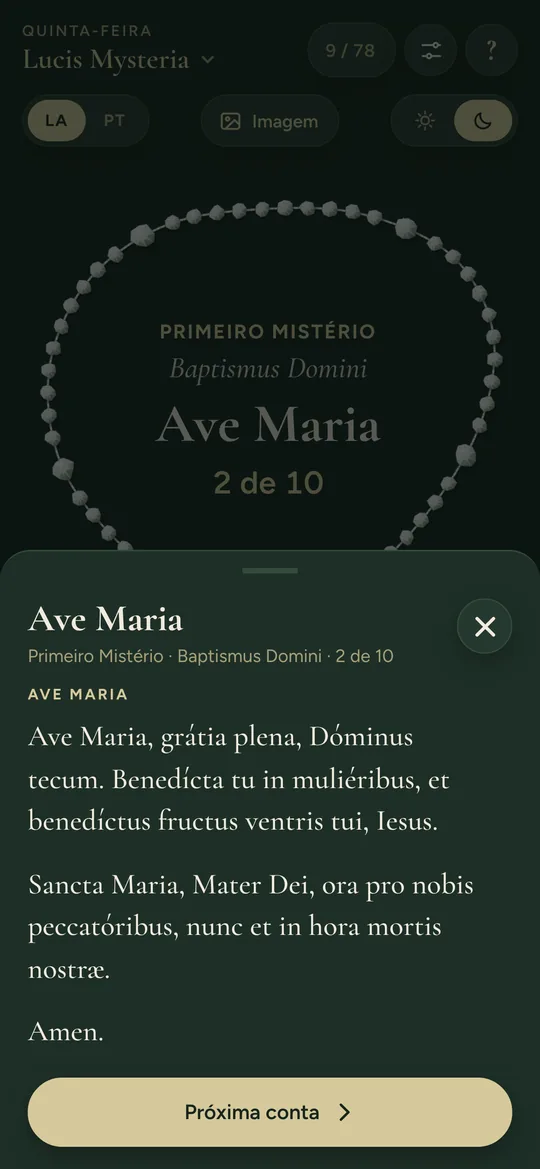 QUINTA-FEIRA
Lucis Mysteria
9 / 78
?
LA
PT
Imagem
PRIMEIRO MISTÉRIO
Baptismus Domini
Ave Maria
2 de 10
Ave Maria
Primeiro Mistério · Baptismus Domini · 2 de 10
AVE MARIA
Ave Maria, grátia plena, Dóminus
tecum. Benedícta tu in muliéribus, et
benedíctus fructus ventris tui, Iesus.
Sancta Maria, Mater Dei, ora pro nobis
peccatóribus, nunc et in hora mortis
nostræ.
Amen.
Próxima conta